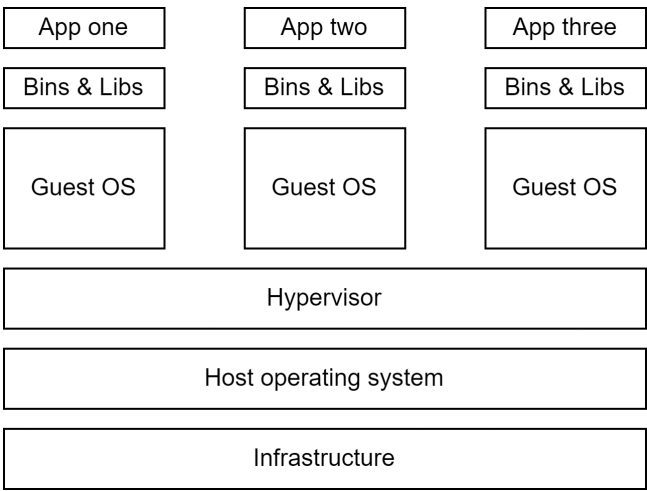 App one
App two
App three
Bins & Libs
Bins & Libs
Bins & Libs
Guest OS
Guest OS
Guest OS
Hypervisor
Host operating system
Infrastructure